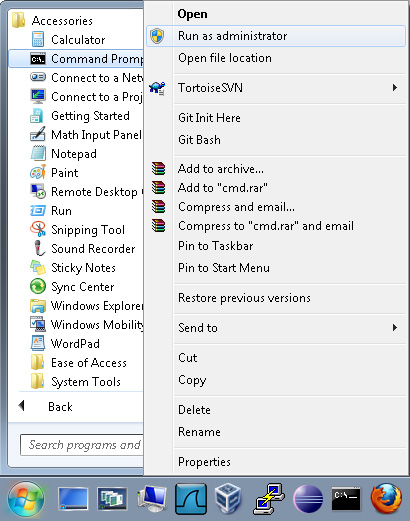 Accessories
Calculator
Command Promp
Connect to a Net
Connect to a Proj
Getting Started
Math Input Panel
Notepad
Paint
Remote Desktop
Run
Snipping Tool
Sound Recorder
Sticky Notes
Sync Center
Windows Explorer
Windows Mobility
WordPad
Ease of Access
System Tools
Back
Search programs and
Open
Run as administrator
Open file location
TortoiseSVN
Git Init Here
Git Bash
Add to archive...
Add to "cmd.rar"
Compress and email...
Compress to "cmd.rar" and email
Pin to Taskbar
Pin to Start Menu
Restore previous versions
Send to
Cut
Copy
Delete
Rename
Properties